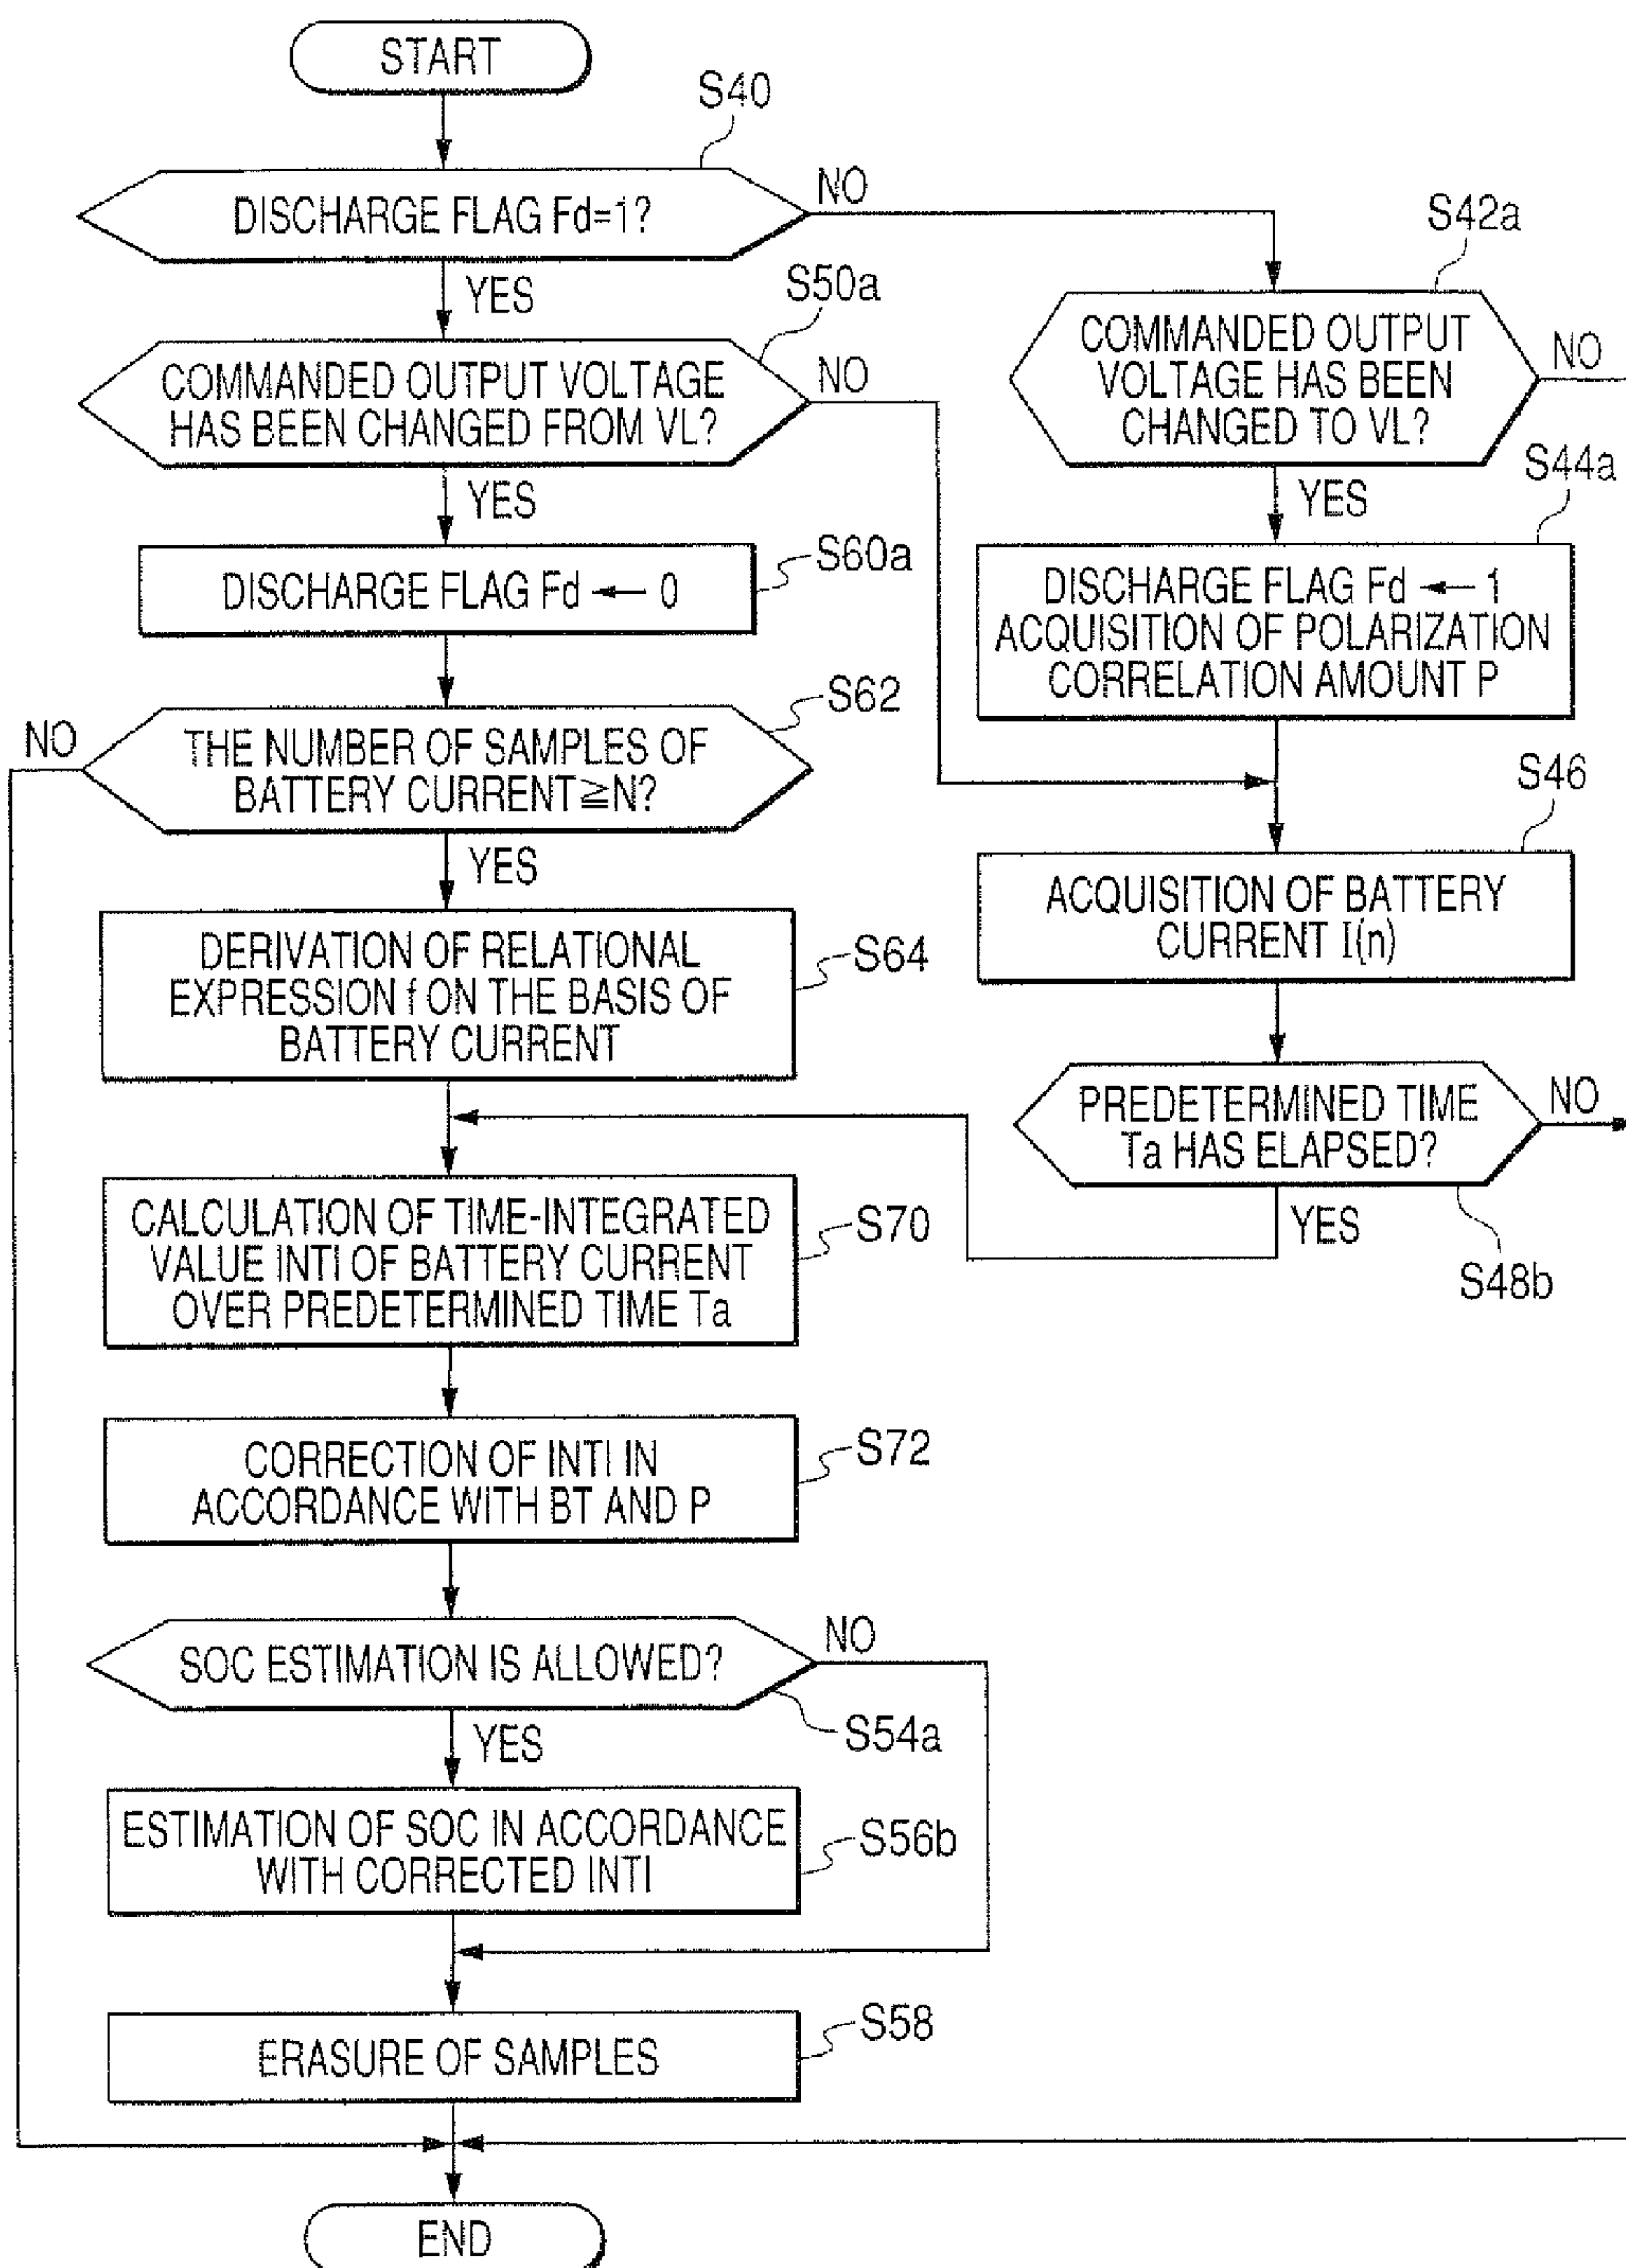 START
S40
DISCHARGE FLAG Fd=1?
NO
YES
S50a
COMMANDED OUTPUT VOLTAGE
HAS BEEN CHANGED FROM VL?
NO
YES
S42a
COMMANDED OUTPUT
VOLTAGE HAS BEEN
CHANGED TO VL?
NO
YES
S44a
DISCHARGE FLAG Fd ← 1
ACQUISITION OF POLARIZATION
CORRELATION AMOUNT P
S60a
DISCHARGE FLAG Fd ← 0
S62
NO
THE NUMBER OF SAMPLES OF
BATTERY CURRENT≧N?
YES
S46
ACQUISITION OF BATTERY
CURRENT I(n)
S64
DERIVATION OF RELATIONAL
EXPRESSION f ON THE BASIS OF
BATTERY CURRENT
PREDETERMINED TIME
Ta HAS ELAPSED?
NO
YES
S48b
CALCULATION OF TIME-INTEGRATED
VALUE INTI OF BATTERY CURRENT
OVER PREDETERMINED TIME Ta
S70
CORRECTION OF INTI IN
ACCORDANCE WITH BT AND P
S72
SOC ESTIMATION IS ALLOWED?
NO
S54a
YES
ESTIMATION OF SOC IN ACCORDANCE
WITH CORRECTED INTI
S56b
ERASURE OF SAMPLES
S58
END